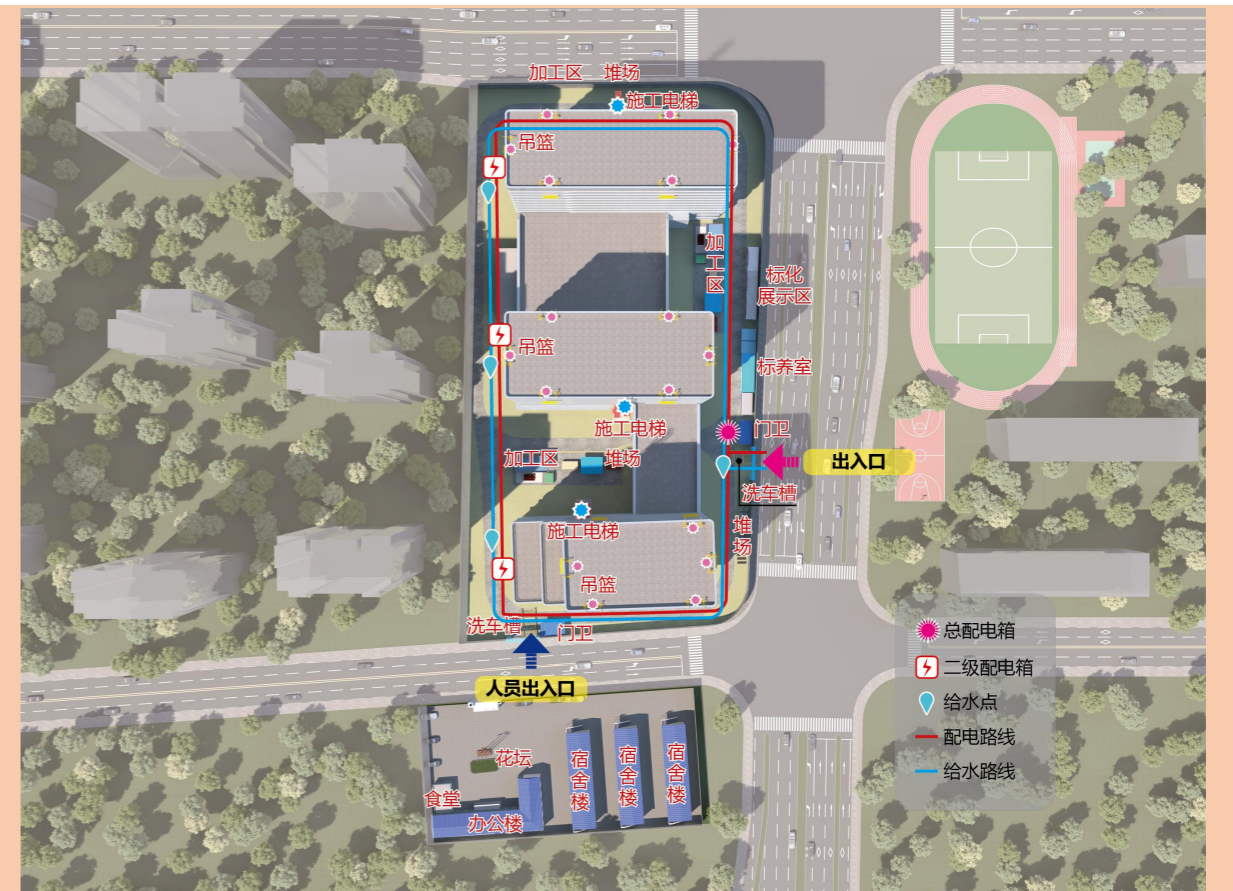 加工区
堆场
施工电梯
吊篮
加工区
标化
展示区
吊篮
标养室
施工电梯
门卫
加工区
堆场
出入口
洗车槽
施工电梯
堆场
吊篮
洗车槽
门卫
人员出入口
总配电箱
二级配电箱
给水点
配电路线
给水路线
花坛
宿舍楼
宿舍楼
宿舍楼
食堂
办公楼